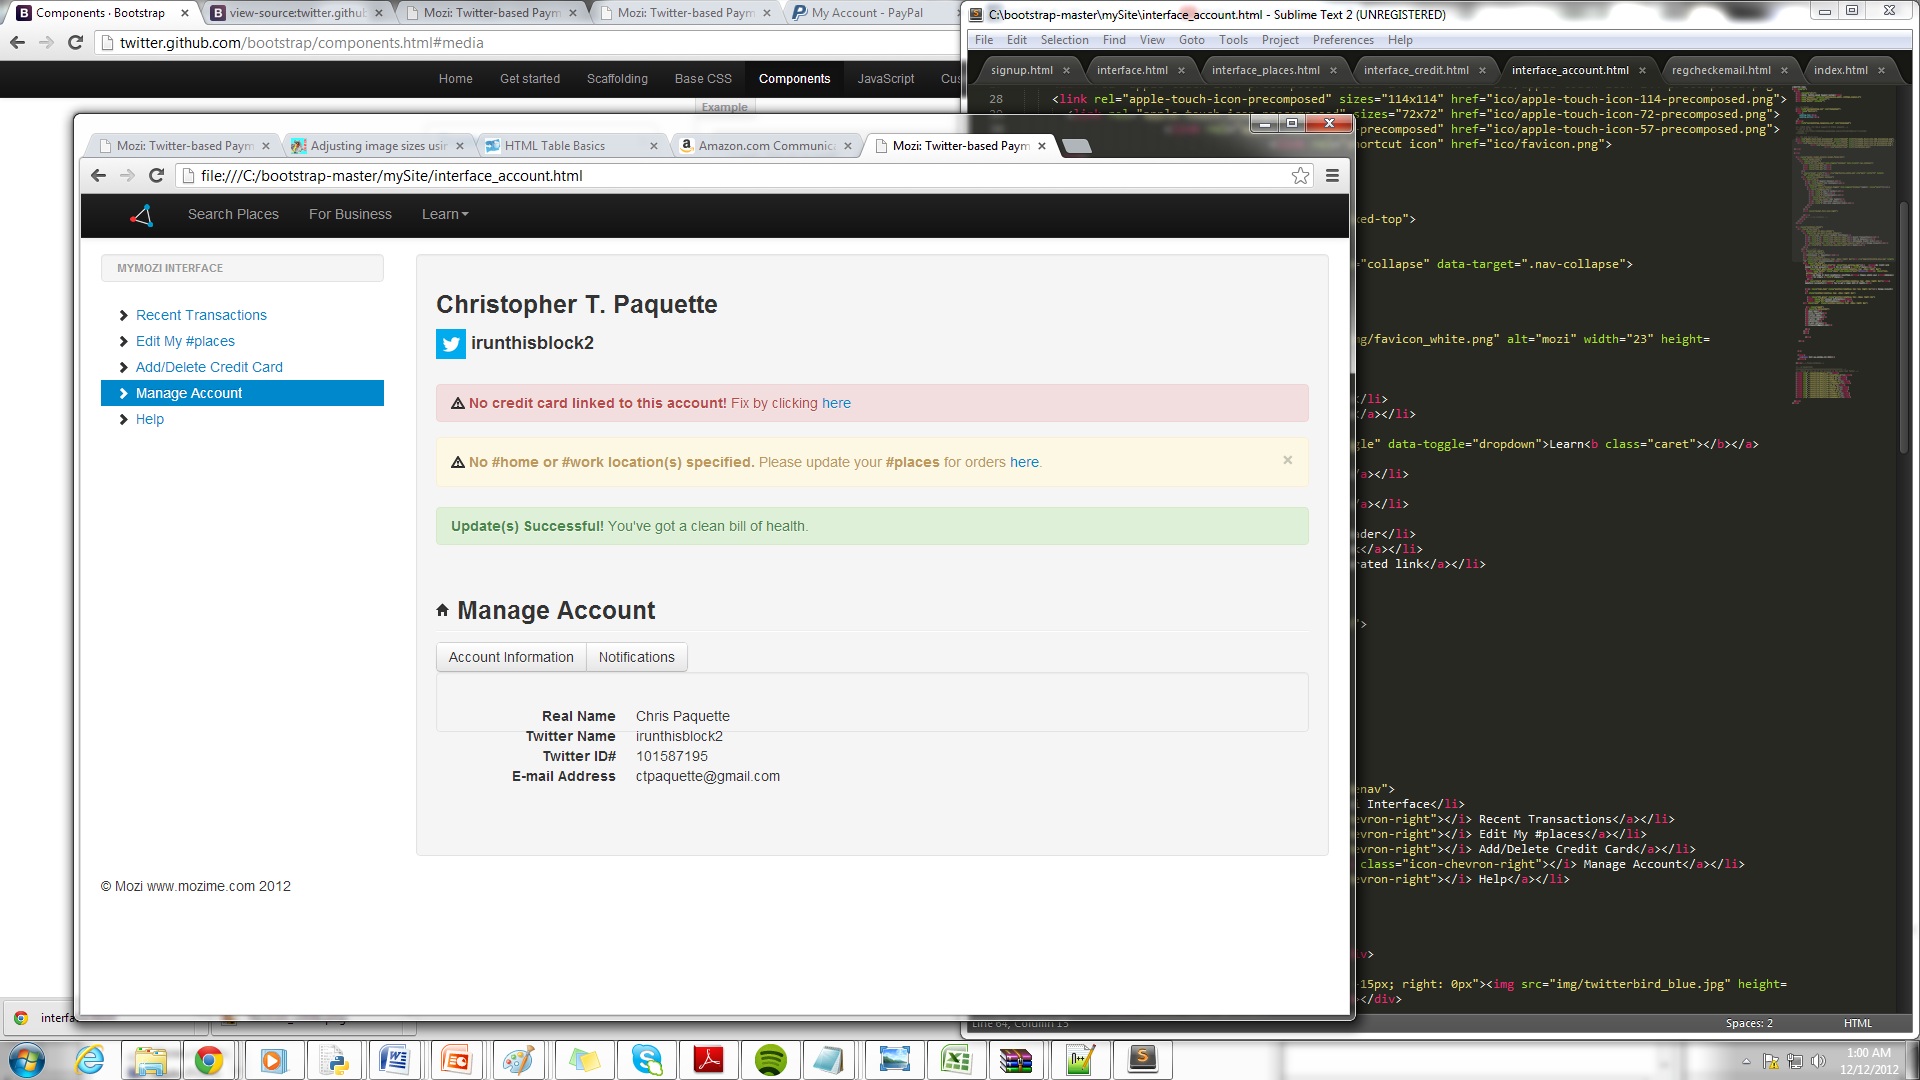 Components · Bootstrap
view-source:twitter.github
Mozi: Twitter-based Paym
Mozi: Twitter-based Paym
My Account - PayPal
twitter.github.com/bootstrap/components.html#media
Home Get started Scaffolding Base CSS Components JavaScript Cus
Example
C:\bootstrap-master\mySite\interface_account.html - Sublime Text 2 (UNREGISTERED)
File Edit Selection Find View Goto Tools Project Preferences Help
signup.html interface.html interface_places.html interface_credit.html interface_account.html regcheckemail.html index.html
28 <link rel="apple-touch-icon-precomposed" sizes="114x114" href="ico/apple-touch-icon-114-precomposed.png">
sizes="72x72" href="ico/apple-touch-icon-72-precomposed.png">
precomposed" href="ico/apple-touch-icon-57-precomposed.png">
shortcut icon" href="ico/favicon.png">
xed-top">
="collapse" data-target=".nav-collapse">
mg/favicon_white.png" alt="mozi" width="23" height=
</li>
</a></li>
gle" data-toggle="dropdown">Learn<b class="caret"></b></a>
/a></li>
/a></li>
der</li>
</a></li>
rated link</a></li>
">
enav">
Interface</li>
evron-right"></i> Recent Transactions</a></li>
evron-right"></i> Edit My #places</a></li>
evron-right"></i> Add/Delete Credit Card</a></li>
class="icon-chevron-right"></i> Manage Account</a></li>
evron-right"></i> Help</a></li>
iv>
-15px; right: 0px"><img src="img/twitterbird_blue.jpg" height=
></div>
Line 64, Column 15
Spaces: 2
HTML
Mozi: Twitter-based Paym
Adjusting image sizes usin
HTML Table Basics
Amazon.com Communica
Mozi: Twitter-based Paym
file:///C:/bootstrap-master/mySite/interface_account.html
Search Places For Business Learn
MYMOZI INTERFACE
Recent Transactions
Edit My #places
Add/Delete Credit Card
Manage Account
Help
Christopher T. Paquette
irunthisblock2
No credit card linked to this account! Fix by clicking here
No #home or #work location(s) specified. Please update your #places for orders here.
×
Update(s) Successful! You've got a clean bill of health.
Manage Account
Account Information Notifications
Real Name Chris Paquette
Twitter Name irunthisblock2
Twitter ID# 101587195
E-mail Address ctpaquette@gmail.com
© Mozi www.mozime.com 2012
interfa
1:00 AM
12/12/2012